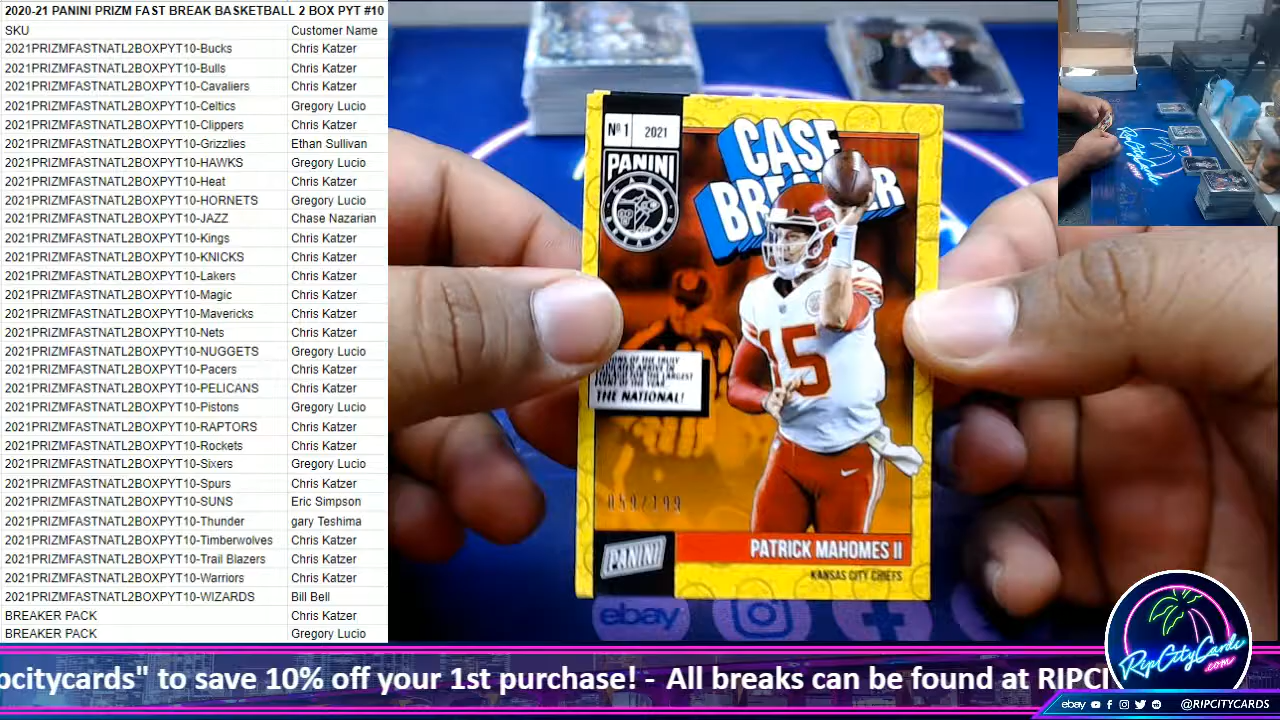 2020-21 PANINI PRIZM FAST BREAK BASKETBALL 2 BOX PYT #10
SKU Customer Name
2021PRIZMFASTNATL2BOXPYT10-Bucks Chris Katzer
2021PRIZMFASTNATL2BOXPYT10-Bulls Chris Katzer
2021PRIZMFASTNATL2BOXPYT10-Cavaliers Chris Katzer
2021PRIZMFASTNATL2BOXPYT10-Celtics Gregory Lucio
2021PRIZMFASTNATL2BOXPYT10-Clippers Chris Katzer
2021PRIZMFASTNATL2BOXPYT10-Grizzlies Ethan Sullivan
2021PRIZMFASTNATL2BOXPYT10-HAWKS Gregory Lucio
2021PRIZMFASTNATL2BOXPYT10-Heat Chris Katzer
2021PRIZMFASTNATL2BOXPYT10-HORNETS Gregory Lucio
2021PRIZMFASTNATL2BOXPYT10-JAZZ Chase Nazarian
2021PRIZMFASTNATL2BOXPYT10-Kings Chris Katzer
2021PRIZMFASTNATL2BOXPYT10-KNICKS Chris Katzer
2021PRIZMFASTNATL2BOXPYT10-Lakers Chris Katzer
2021PRIZMFASTNATL2BOXPYT10-Magic Chris Katzer
2021PRIZMFASTNATL2BOXPYT10-Mavericks Chris Katzer
2021PRIZMFASTNATL2BOXPYT10-Nets Chris Katzer
2021PRIZMFASTNATL2BOXPYT10-NUGGETS Gregory Lucio
2021PRIZMFASTNATL2BOXPYT10-Pacers Chris Katzer
2021PRIZMFASTNATL2BOXPYT10-PELICANS Chris Katzer
2021PRIZMFASTNATL2BOXPYT10-Pistons Gregory Lucio
2021PRIZMFASTNATL2BOXPYT10-RAPTORS Chris Katzer
2021PRIZMFASTNATL2BOXPYT10-Rockets Chris Katzer
2021PRIZMFASTNATL2BOXPYT10-Sixers Gregory Lucio
2021PRIZMFASTNATL2BOXPYT10-Spurs Chris Katzer
2021PRIZMFASTNATL2BOXPYT10-SUNS Eric Simpson
2021PRIZMFASTNATL2BOXPYT10-Thunder gary Teshima
2021PRIZMFASTNATL2BOXPYT10-Timberwolves Chris Katzer
2021PRIZMFASTNATL2BOXPYT10-Trail Blazers Chris Katzer
2021PRIZMFASTNATL2BOXPYT10-Warriors Chris Katzer
2021PRIZMFASTNATL2BOXPYT10-WIZARDS Bill Bell
BREAKER PACK Chris Katzer
BREAKER PACK Gregory Lucio
Nº 1 2021
PANINI
CASE
THE NATIONAL!
15
059/199
PANINI
PATRICK MAHOMES II
KANSAS CITY CHIEFS
ebay
RipCityCards
RipCityCards
.com
pcitycards" to save 10% off your 1st purchase! - All breaks can be found at RIPCI
ebay @RIPCITYCARDS